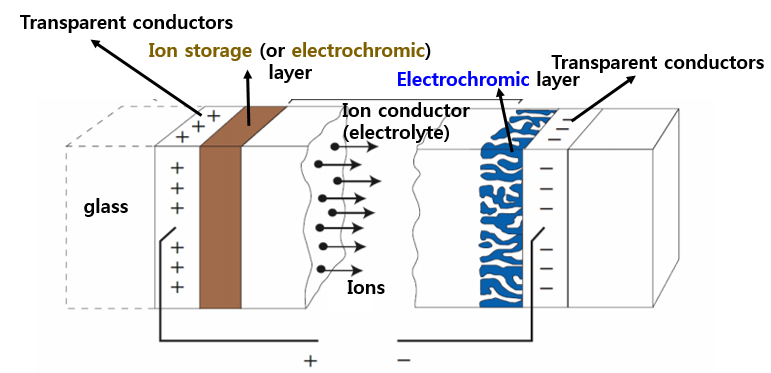 Transparent conductors
Ion storage (or electrochromic)
layer
Transparent conductors
Electrochromic layer
Ion conductor
(electrolyte)
+ + +
− − −
+ −
+ −
glass
+ −
+ −
+ −
Ions
+ −
+ −